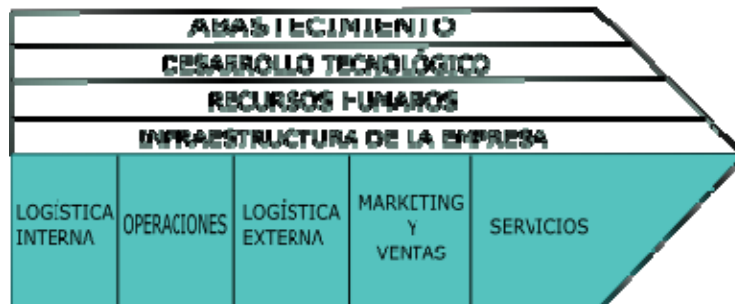 ABASTECIMIENTO
DESARROLLO TECNOLÓGICO
RECURSOS HUMANOS
INFRAESTRUCTURA DE LA EMPRESA
LOGÍSTICA
INTERNA
OPERACIONES
LOGÍSTICA
EXTERNA
MARKETING
Y
VENTAS
SERVICIOS